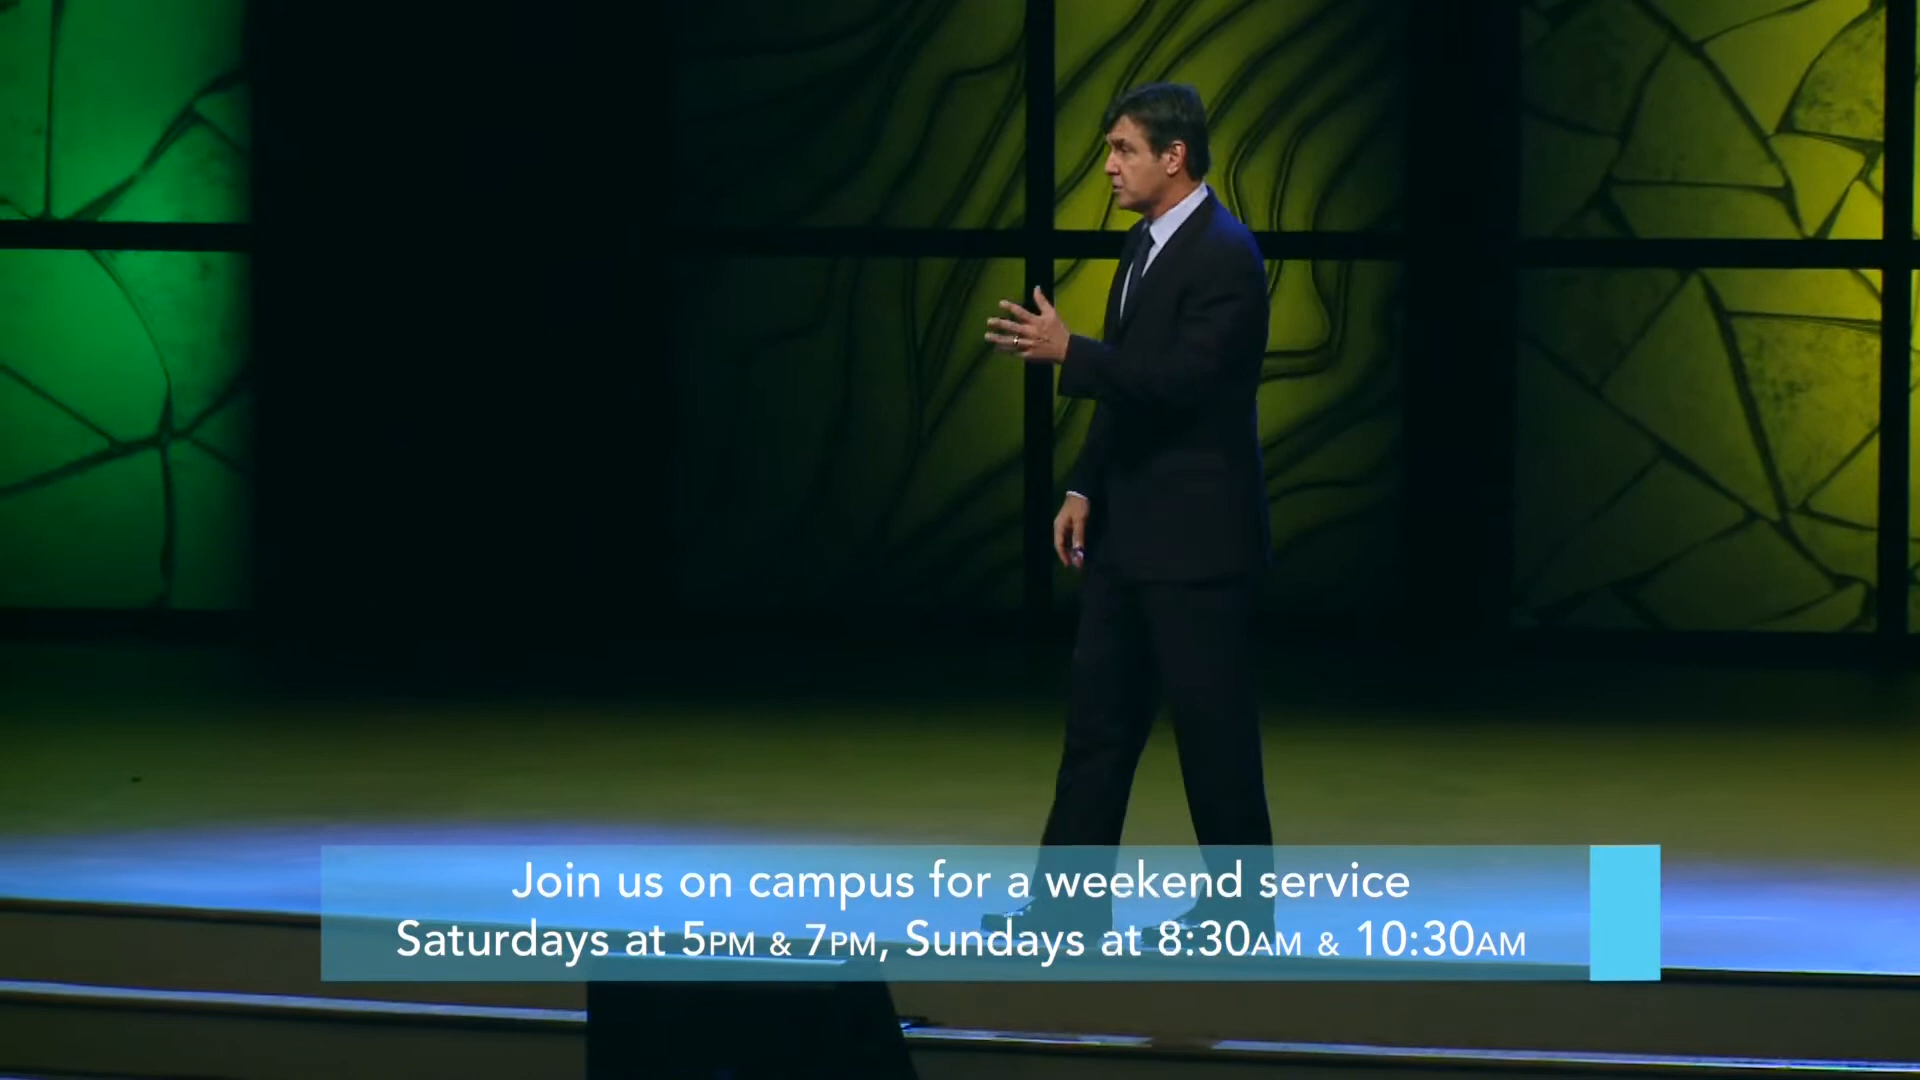 Join us on campus for a weekend service
Saturdays at 5PM & 7PM, Sundays at 8:30AM & 10:30AM